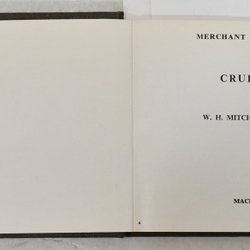 MERCHANT
CRUI
W. H. MITCH
MAC